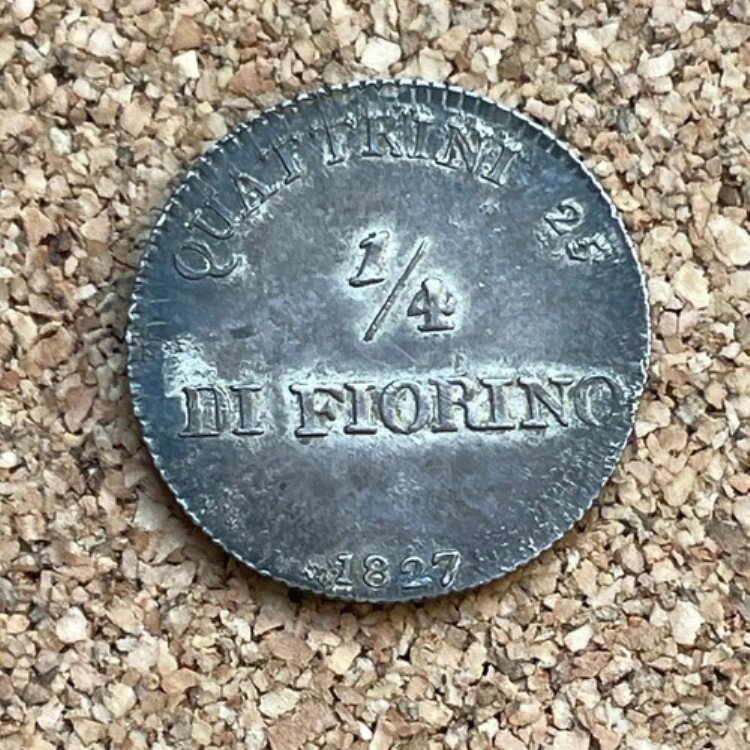 QUATTRINI 25
1/4
DI FIORINO
1827